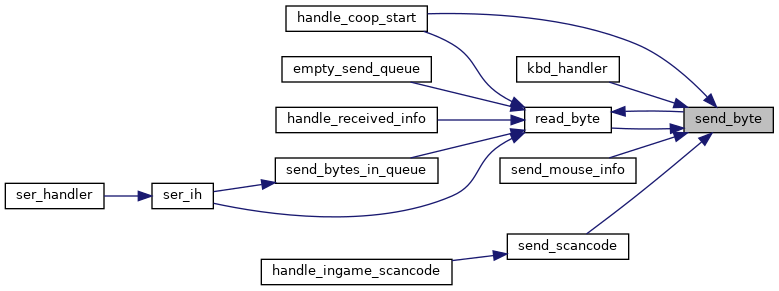 handle_coop_start
empty_send_queue
kbd_handler
handle_received_info
read_byte
send_byte
send_bytes_in_queue
send_mouse_info
ser_handler
ser_ih
send_scancode
handle_ingame_scancode